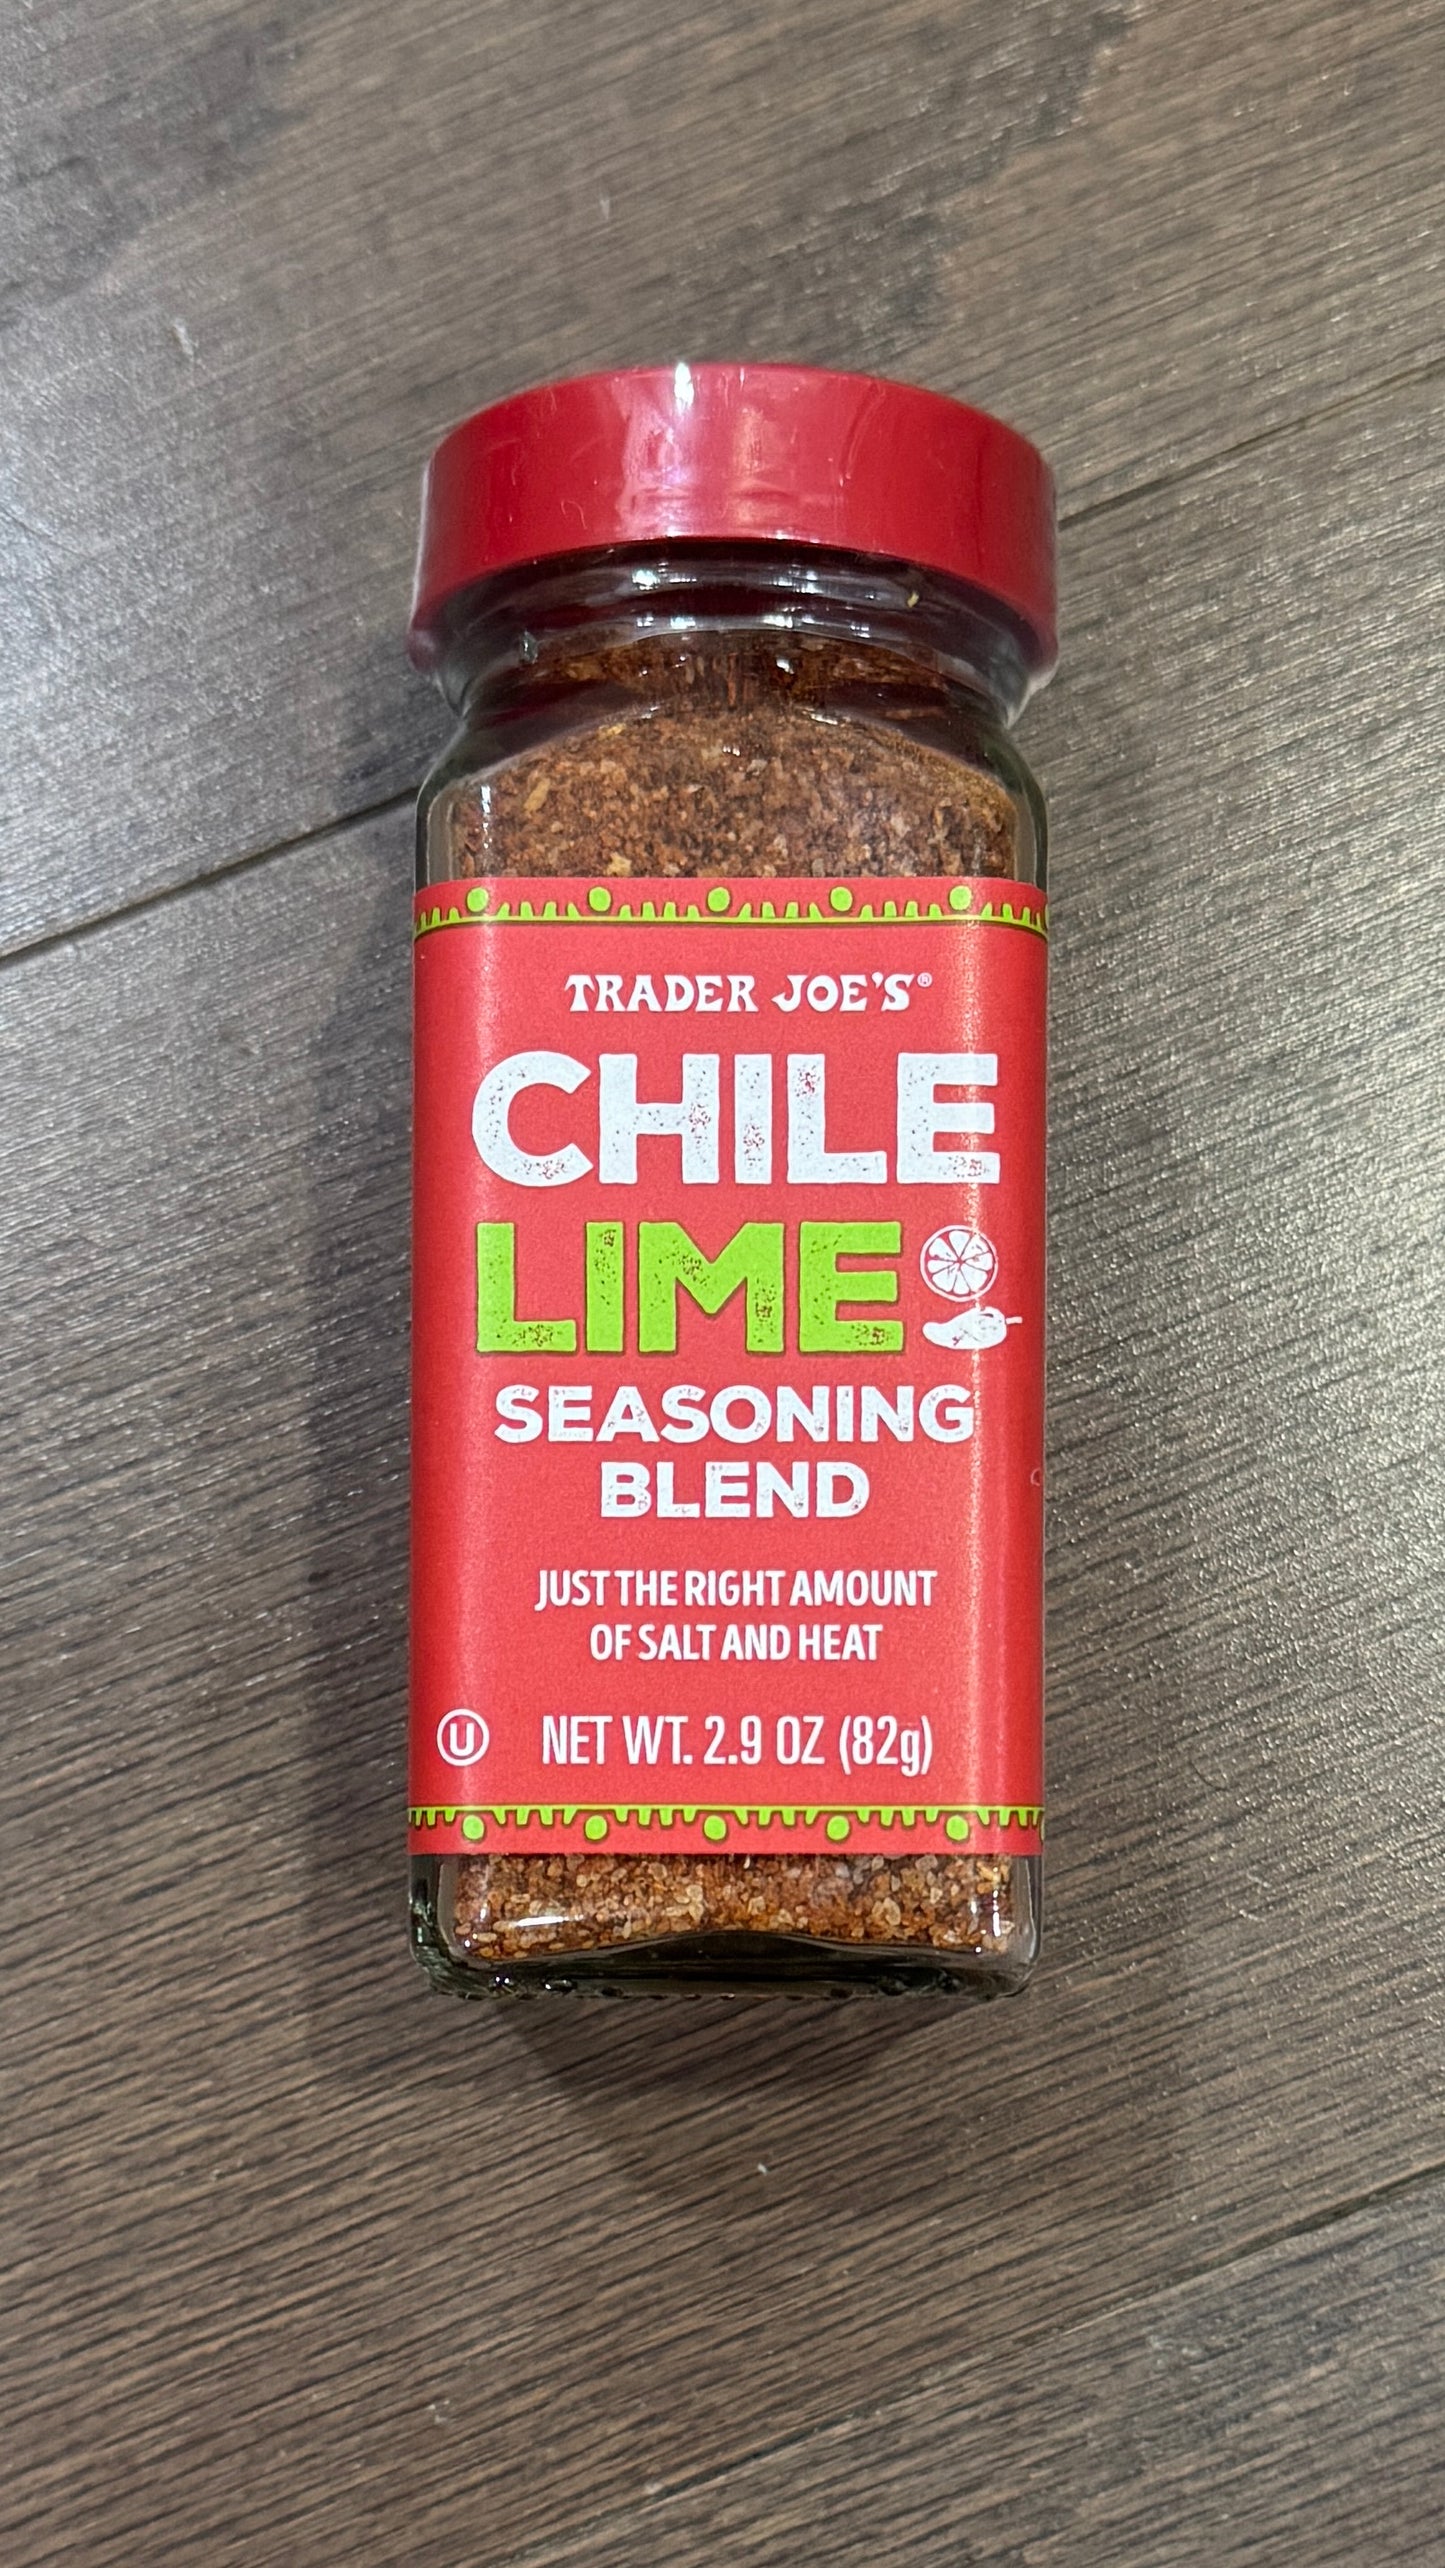 TRADER JOE'S®
CHILE
LIME
SEASONING
BLEND
JUST THE RIGHT AMOUNT
OF SALT AND HEAT
U NET WT. 2.9 OZ (82g)